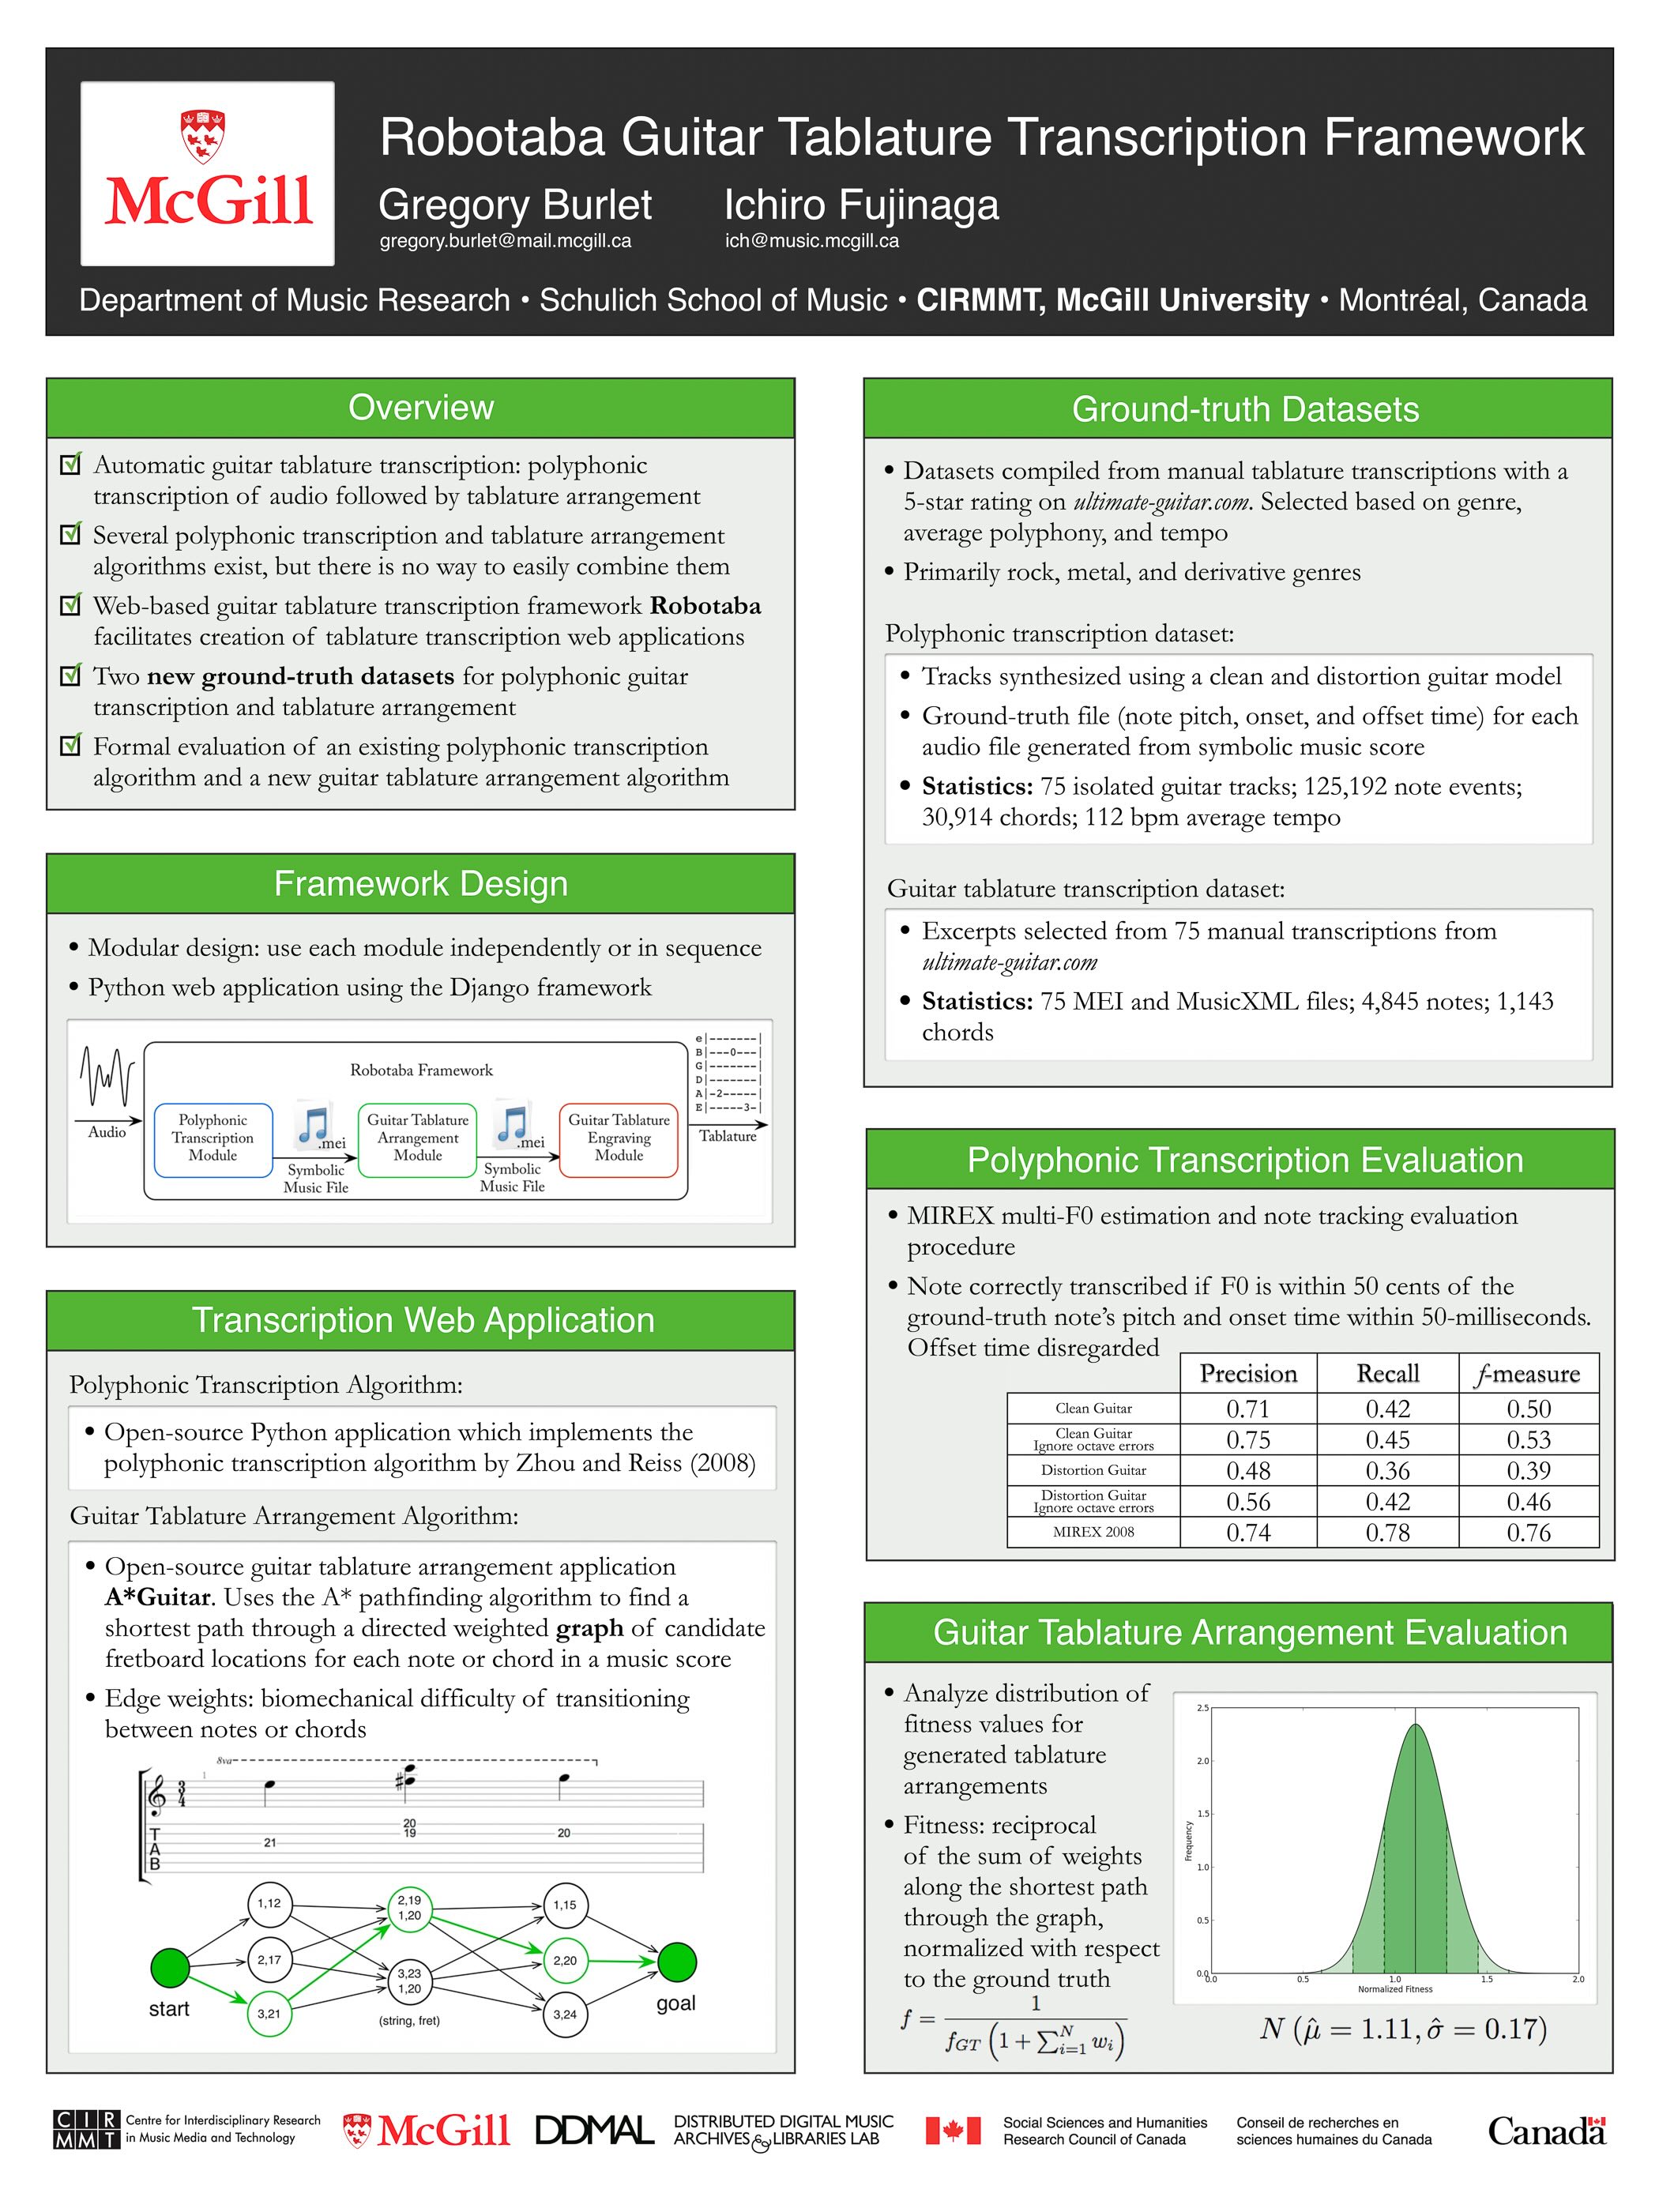 McGill
Robotaba Guitar Tablature Transcription Framework
Gregory Burlet Ichiro Fujinaga
gregory.burlet@mail.mcgill.ca ich@music.mcgill.ca
Department of Music Research • Schulich School of Music • CIRMMT, McGill University • Montréal, Canada
Overview
Automatic guitar tablature transcription: polyphonic
transcription of audio followed by tablature arrangement
Several polyphonic transcription and tablature arrangement
algorithms exist, but there is no way to easily combine them
Web-based guitar tablature transcription framework Robotaba
facilitates creation of tablature transcription web applications
Two new ground-truth datasets for polyphonic guitar
transcription and tablature arrangement
Formal evaluation of an existing polyphonic transcription
algorithm and a new guitar tablature arrangement algorithm
Framework Design
• Modular design: use each module independently or in sequence
• Python web application using the Django framework
Robotaba Framework
Audio
Polyphonic
Transcription
Module
.mei
Symbolic
Music File
Guitar Tablature
Arrangement
Module
.mei
Symbolic
Music File
Guitar Tablature
Engraving
Module
e|-------|
B|---0---|
G|-------|
D|-------|
A|-2-----|
E|-----3-|
Tablature
Transcription Web Application
Polyphonic Transcription Algorithm:
• Open-source Python application which implements the
polyphonic transcription algorithm by Zhou and Reiss (2008)
Guitar Tablature Arrangement Algorithm:
• Open-source guitar tablature arrangement application
A*Guitar. Uses the A* pathfinding algorithm to find a
shortest path through a directed weighted graph of candidate
fretboard locations for each note or chord in a music score
• Edge weights: biomechanical difficulty of transitioning
between notes or chords
8va
1
3
4
T
A
B
21
20
19
20
1,12
2,17
3,21
2,19
1,20
3,23
1,20
1,15
2,20
3,24
start
goal
(string, fret)
Ground-truth Datasets
• Datasets compiled from manual tablature transcriptions with a
5-star rating on ultimate-guitar.com. Selected based on genre,
average polyphony, and tempo
• Primarily rock, metal, and derivative genres
Polyphonic transcription dataset:
• Tracks synthesized using a clean and distortion guitar model
• Ground-truth file (note pitch, onset, and offset time) for each
audio file generated from symbolic music score
• Statistics: 75 isolated guitar tracks; 125,192 note events;
30,914 chords; 112 bpm average tempo
Guitar tablature transcription dataset:
• Excerpts selected from 75 manual transcriptions from
ultimate-guitar.com
• Statistics: 75 MEI and MusicXML files; 4,845 notes; 1,143
chords
Polyphonic Transcription Evaluation
• MIREX multi-F0 estimation and note tracking evaluation
procedure
• Note correctly transcribed if F0 is within 50 cents of the
ground-truth note's pitch and onset time within 50-milliseconds.
Offset time disregarded
Precision Recall f-measure
Clean Guitar 0.71 0.42 0.50
Clean Guitar
Ignore octave errors 0.75 0.45 0.53
Distortion Guitar 0.48 0.36 0.39
Distortion Guitar
Ignore octave errors 0.56 0.42 0.46
MIREX 2008 0.74 0.78 0.76
Guitar Tablature Arrangement Evaluation
• Analyze distribution of
fitness values for
generated tablature
arrangements
• Fitness: reciprocal
of the sum of weights
along the shortest path
through the graph,
normalized with respect
to the ground truth
f = 1 / (f_GT (1 + ∑_{i=1}^{N} w_i))
2.5
2.0
1.5
1.0
0.5
0.0
Frequency
0.0 0.5 1.0 1.5 2.0
Normalized Fitness
N (μ̂ = 1.11, σ̂ = 0.17)
CIR
MMT
Centre for Interdisciplinary Research
in Music Media and Technology
McGill
DDMAL
DISTRIBUTED DIGITAL MUSIC
ARCHIVES & LIBRARIES LAB
Social Sciences and Humanities
Research Council of Canada
Conseil de recherches en
sciences humaines du Canada
Canada